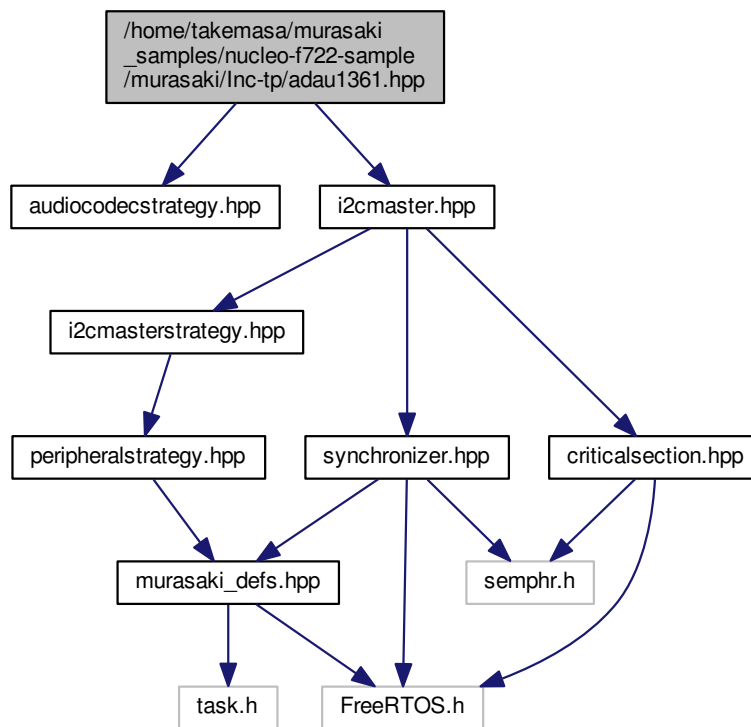 /home/takemasa/murasaki
_samples/nucleo-f722-sample
/murasaki/Inc-tp/adau1361.hpp
audiocodecstrategy.hpp
i2cmaster.hpp
i2cmasterstrategy.hpp
peripheralstrategy.hpp
synchronizer.hpp
criticalsection.hpp
murasaki_defs.hpp
semphr.h
task.h
FreeRTOS.h